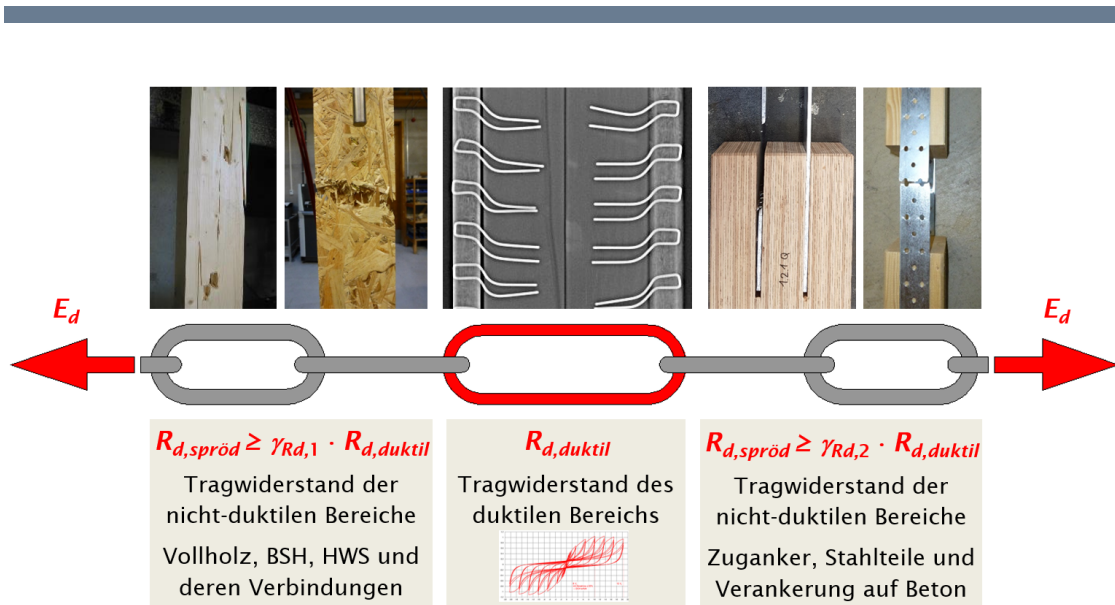 E_d
E_d
R_d,spröd ≥ γ_Rd,1 · R_d,duktil
Tragwiderstand der
nicht-duktilen Bereiche
Vollholz, BSH, HWS und
deren Verbindungen
R_d,duktil
Tragwiderstand des
duktilen Bereichs
R_d,spröd ≥ γ_Rd,2 · R_d,duktil
Tragwiderstand der
nicht-duktilen Bereiche
Zuganker, Stahlteile und
Verankerung auf Beton